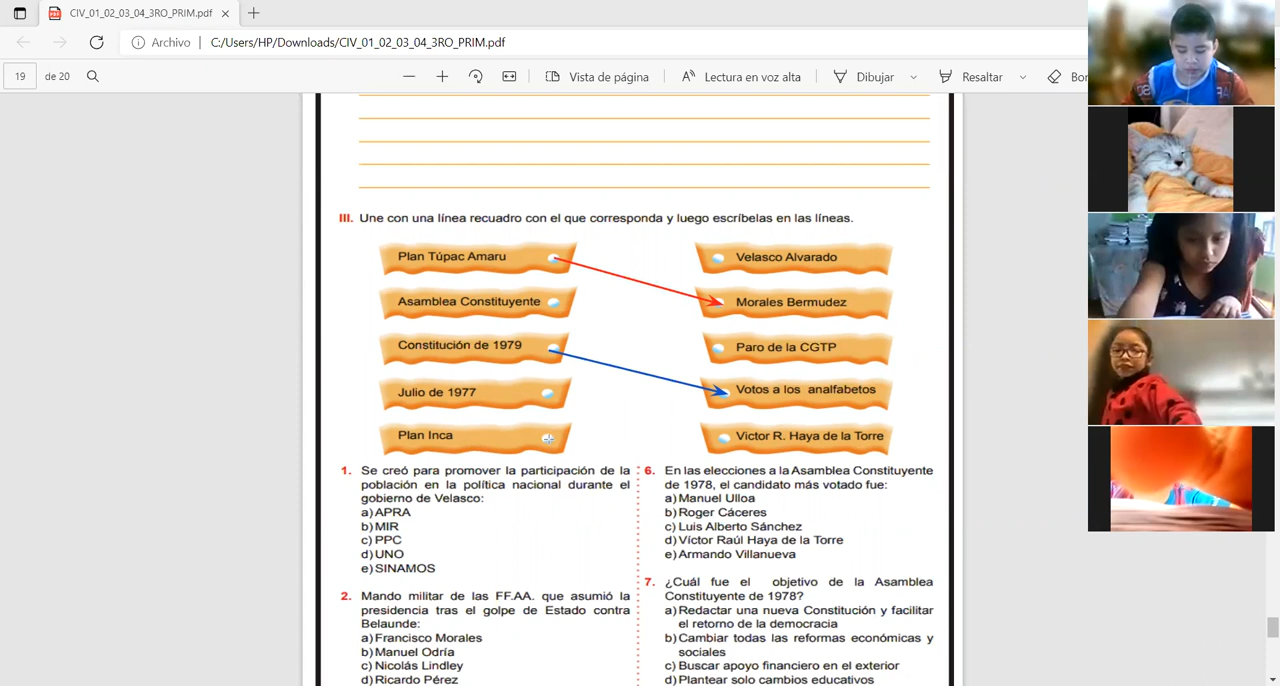 CIV_01_02_03_04_3RO_PRIM.pdf
Archivo | C:/Users/HP/Downloads/CIV_01_02_03_04_3RO_PRIM.pdf
19 de 20 Vista de página Lectura en voz alta Dibujar Resaltar Bor
III. Une con una línea recuadro con el que corresponda y luego escríbelas en las líneas.
Plan Túpac Amaru
Velasco Alvarado
Asamblea Constituyente
Morales Bermudez
Constitución de 1979
Paro de la CGTP
Julio de 1977
Votos a los analfabetos
Plan Inca
Victor R. Haya de la Torre
1. Se creó para promover la participación de la
población en la política nacional durante el
gobierno de Velasco:
a) APRA
b) MIR
c) PPC
d) UNO
e) SINAMOS
2. Mando militar de las FF.AA. que asumió la
presidencia tras el golpe de Estado contra
Belaunde:
a) Francisco Morales
b) Manuel Odría
c) Nicolás Lindley
d) Ricardo Pérez
6. En las elecciones a la Asamblea Constituyente
de 1978, el candidato más votado fue:
a) Manuel Ulloa
b) Roger Cáceres
c) Luis Alberto Sánchez
d) Víctor Raúl Haya de la Torre
e) Armando Villanueva
7. ¿Cuál fue el objetivo de la Asamblea
Constituyente de 1978?
a) Redactar una nueva Constitución y facilitar
el retorno de la democracia
b) Cambiar todas las reformas económicas y
sociales
c) Buscar apoyo financiero en el exterior
d) Plantear solo cambios educativos